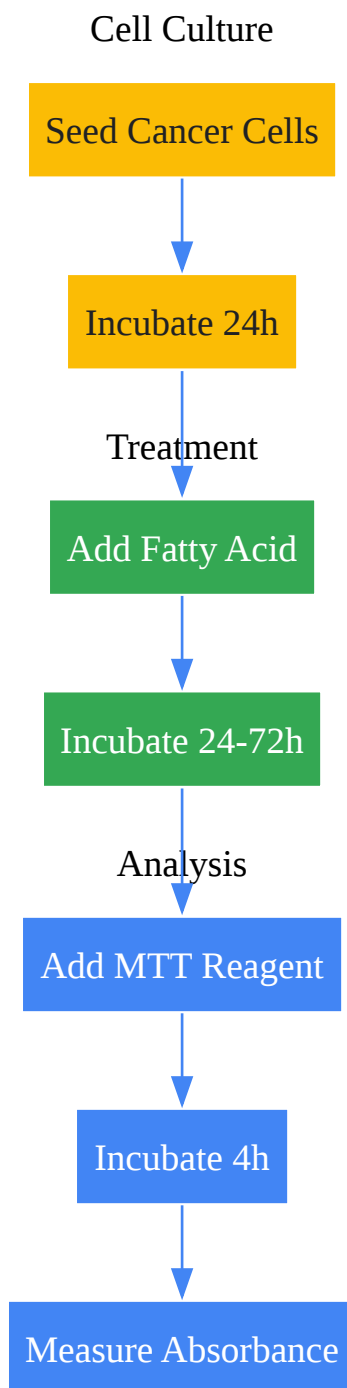 Cell Culture
Seed Cancer Cells
Incubate 24h
Treatment
Add Fatty Acid
Incubate 24-72h
Analysis
Add MTT Reagent
Incubate 4h
Measure Absorbance